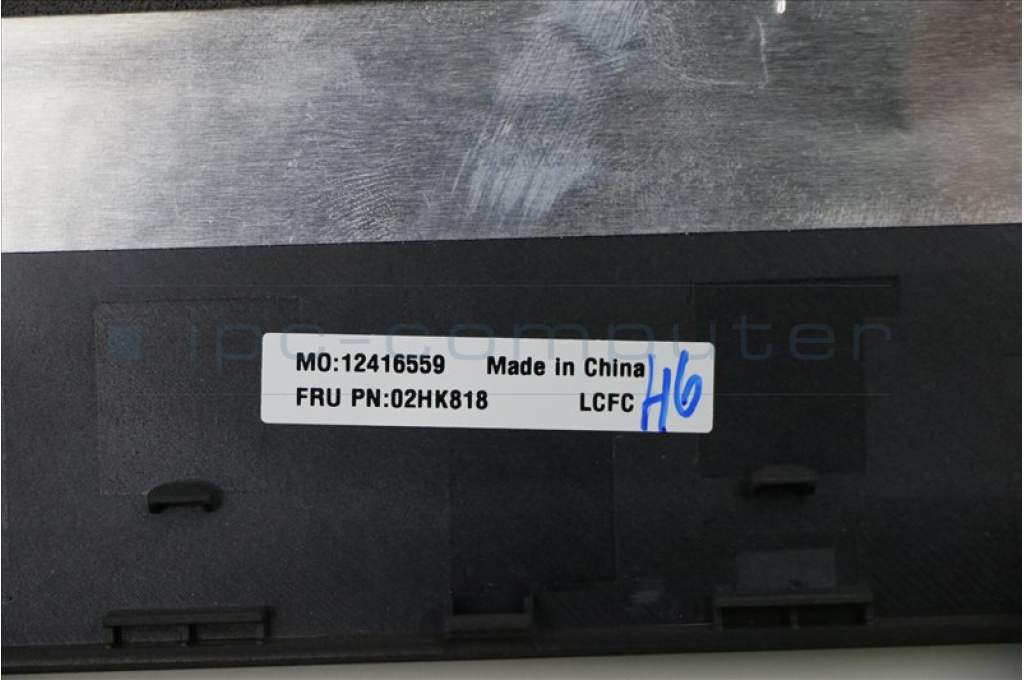 ipc-computer
MO:12416559 Made in China
FRU PN:02HK818 LCFC
H6